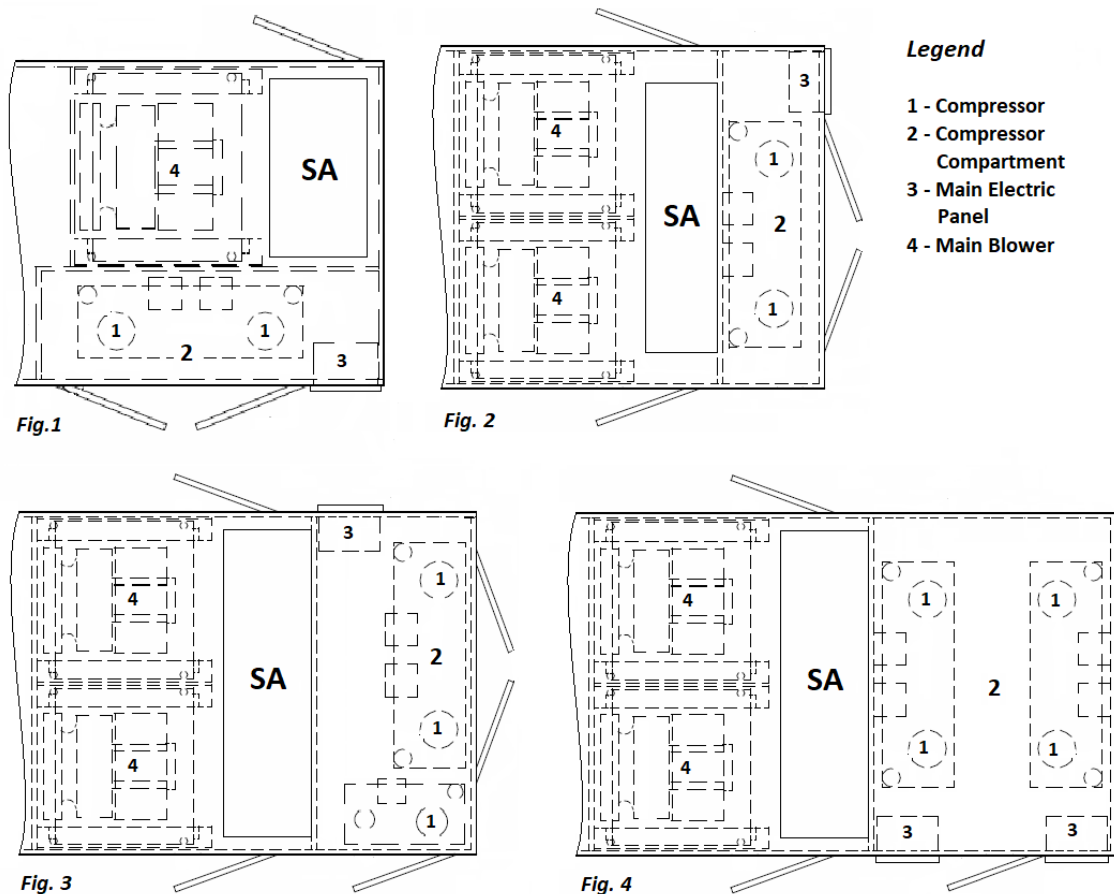 Legend
1 - Compressor
2 - Compressor
Compartment
3 - Main Electric
Panel
4 - Main Blower
4
SA
1
2
1
3
Fig.1
4
4
SA
3
1
2
1
Fig. 2
4
4
SA
3
1
2
1
1
Fig. 3
4
4
SA
1
1
2
1
1
3
3
Fig. 4